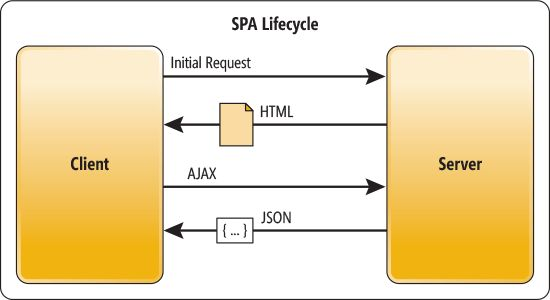 SPA Lifecycle
Initial Request
HTML
Client
Server
AJAX
JSON
{ ... }